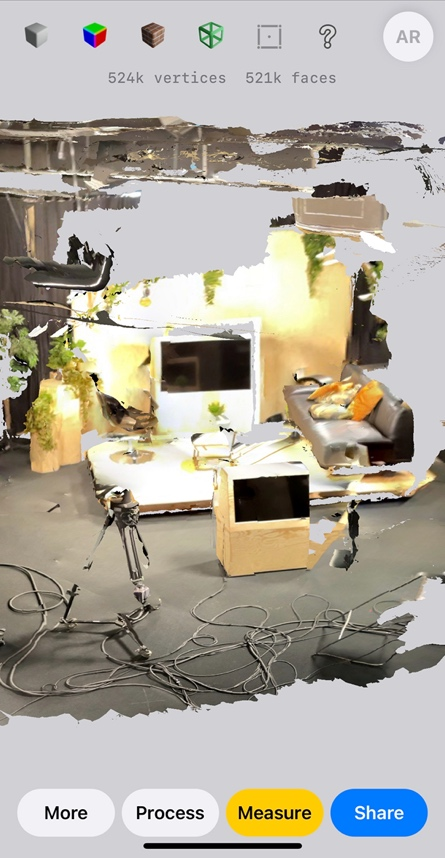 AR
524k vertices 521k faces
More Process Measure Share